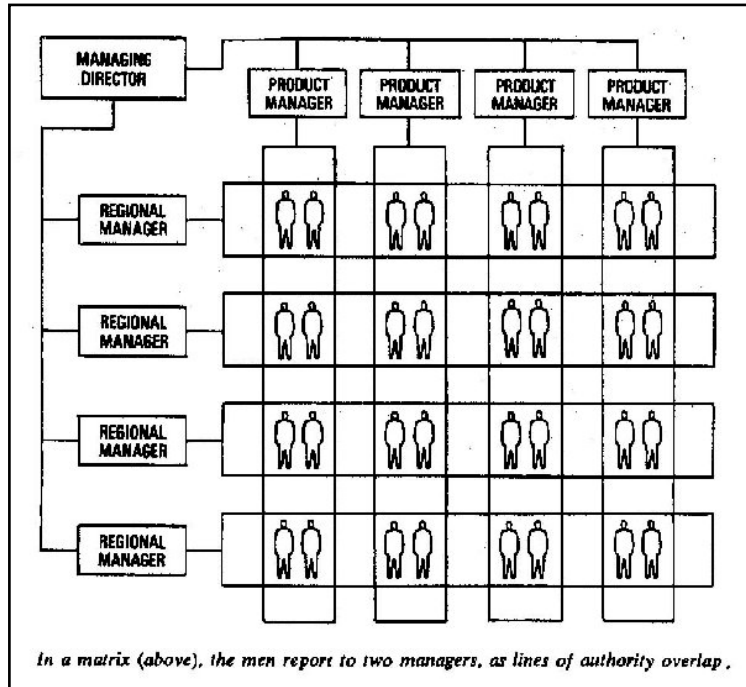 MANAGING
DIRECTOR
PRODUCT
MANAGER
PRODUCT
MANAGER
PRODUCT
MANAGER
PRODUCT
MANAGER
REGIONAL
MANAGER
REGIONAL
MANAGER
REGIONAL
MANAGER
REGIONAL
MANAGER
In a matrix (above), the men report to two managers, as lines of authority overlap.